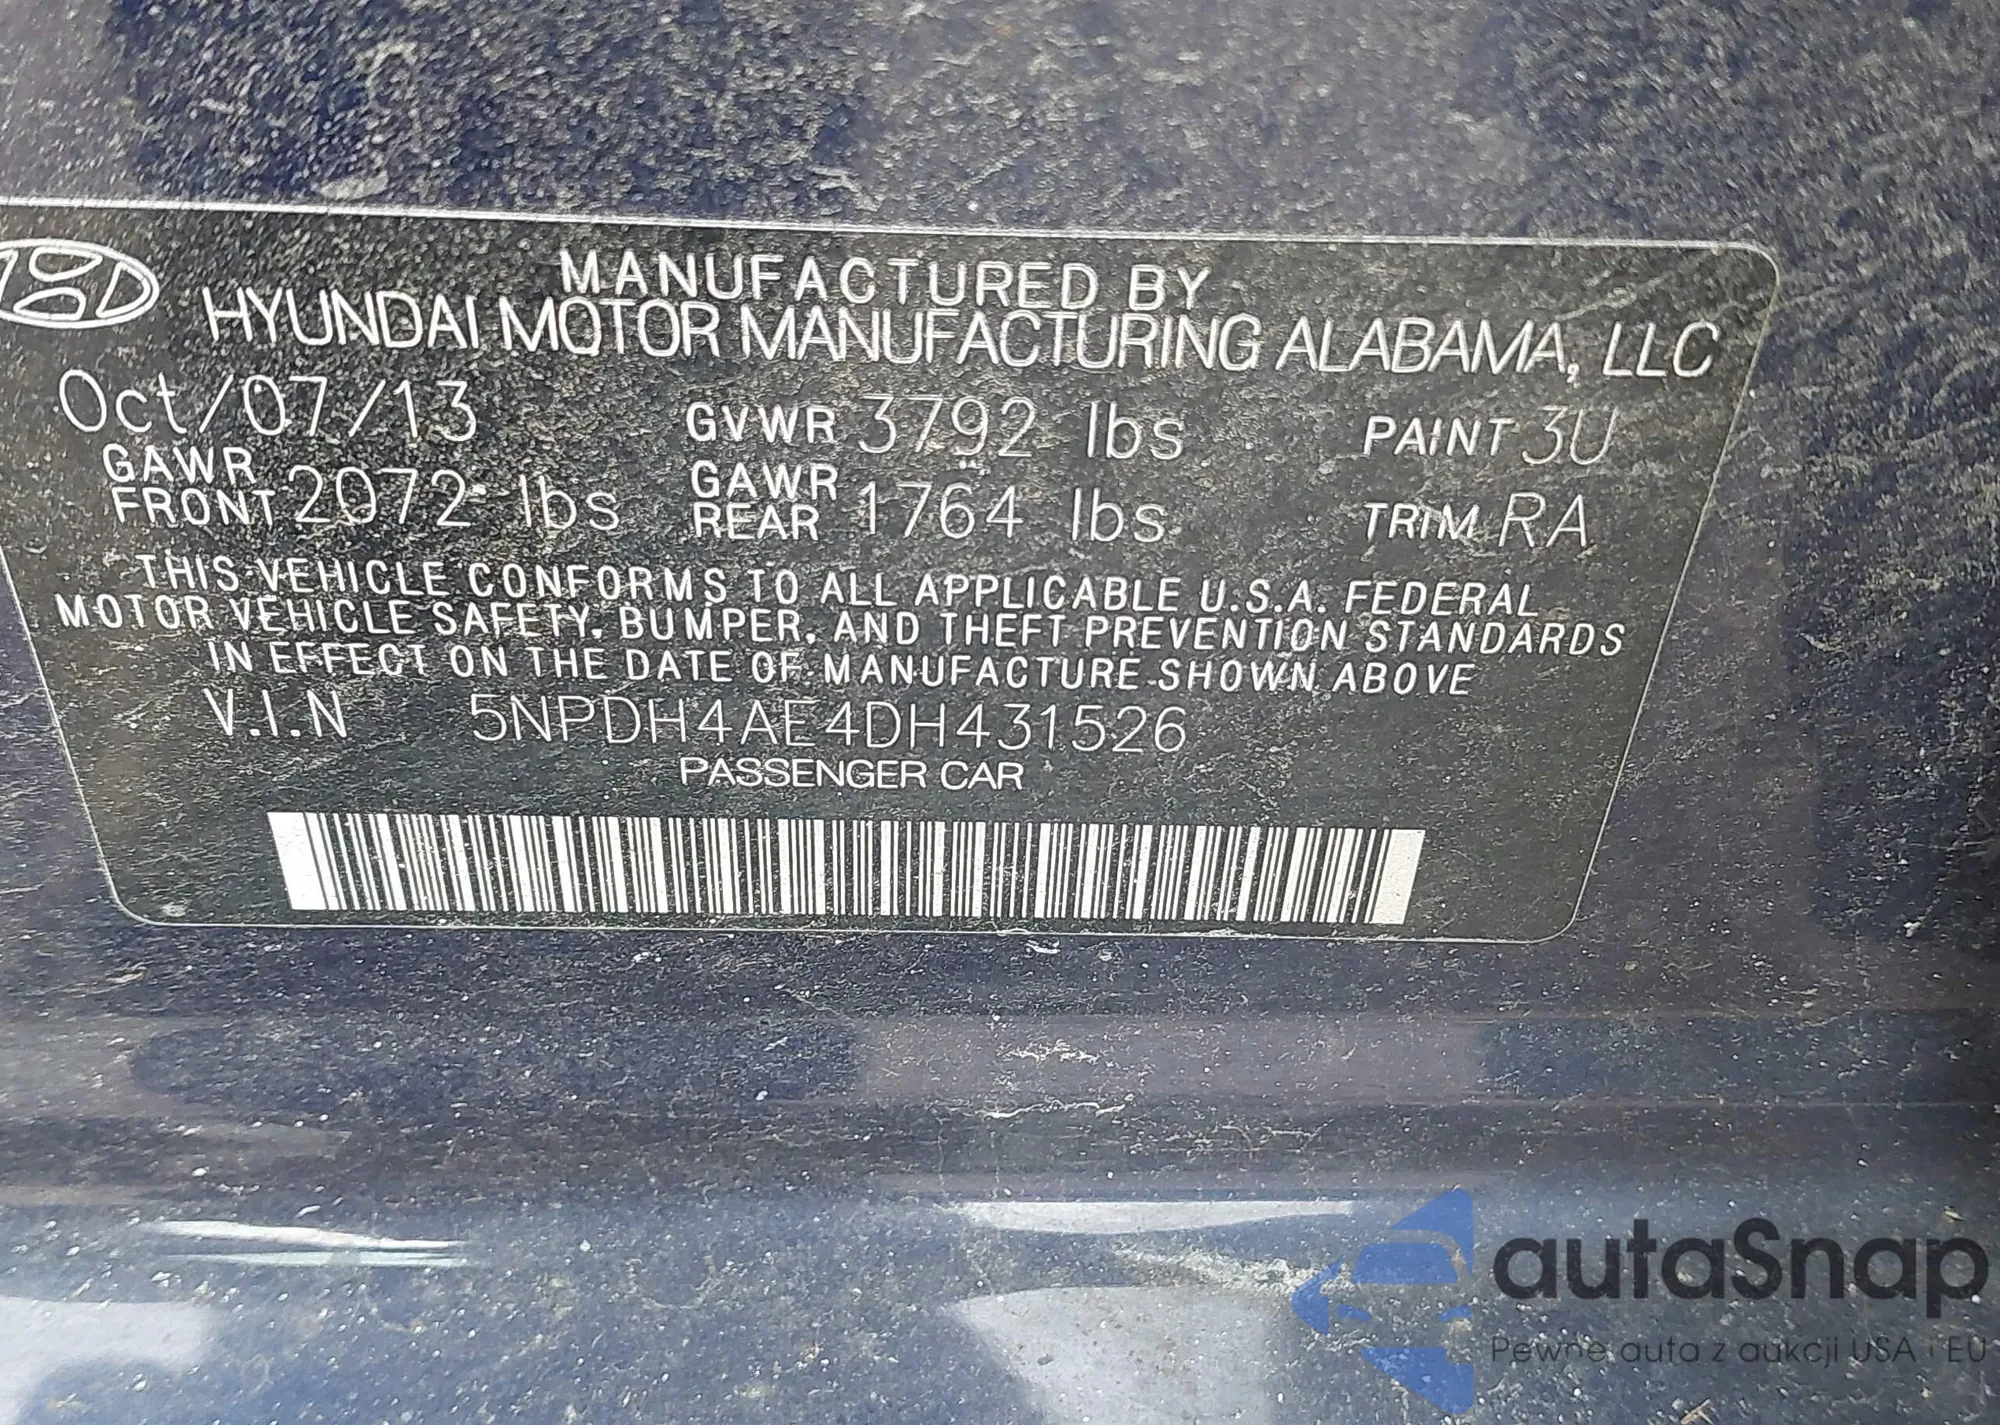 MANUFACTURED BY
HYUNDAI MOTOR MANUFACTURING ALABAMA, LLC
Oct/07/13 GVWR 3792 lbs PAINT 3U
GAWR FRONT 2072 lbs GAWR REAR 1764 lbs TRIM RA
THIS VEHICLE CONFORMS TO ALL APPLICABLE U.S.A. FEDERAL
MOTOR VEHICLE SAFETY, BUMPER, AND THEFT PREVENTION STANDARDS
IN EFFECT ON THE DATE OF MANUFACTURE SHOWN ABOVE
V.I.N 5NPDH4AE4DH431526
PASSENGER CAR
autaSnap
Pewne auta z aukcji USA i EU